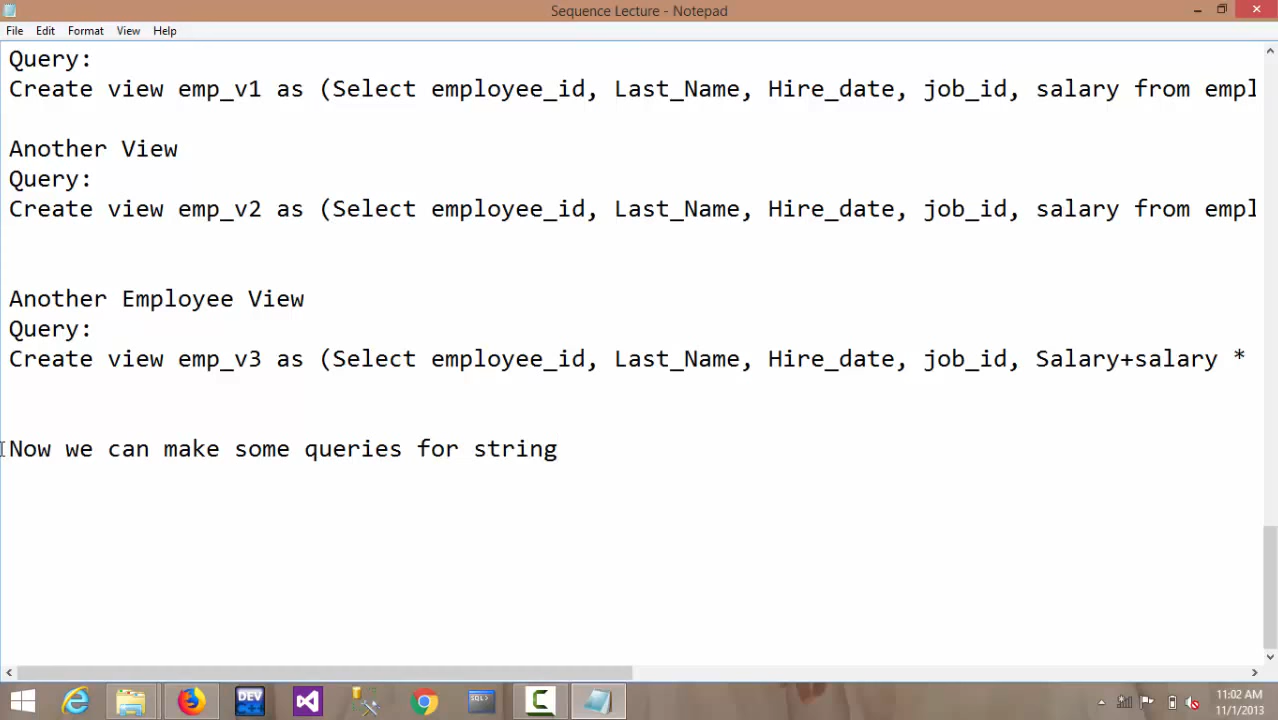 Sequence Lecture - Notepad
File Edit Format View Help
Query:
Create view emp_v1 as (Select employee_id, Last_Name, Hire_date, job_id, salary from empl
Another View
Query:
Create view emp_v2 as (Select employee_id, Last_Name, Hire_date, job_id, salary from empl
Another Employee View
Query:
Create view emp_v3 as (Select employee_id, Last_Name, Hire_date, job_id, Salary+salary *
Now we can make some queries for string
DEV
SQL>
11:02 AM
11/1/2013